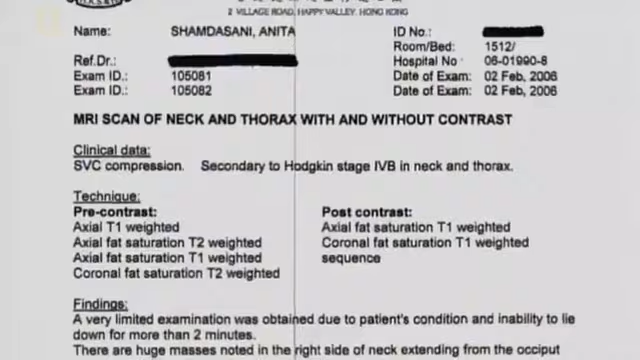 2 VILLAGE ROAD, HAPPY VALLEY, HONG KONG
Name: SHAMDASANI, ANITA ID No.:
Room/Bed: 1512/
Ref.Dr.: Hospital No : 06-01990-8
Exam ID.: 105081 Date of Exam: 02 Feb, 2006
Exam ID.: 105082 Date of Exam: 02 Feb, 2006
MRI SCAN OF NECK AND THORAX WITH AND WITHOUT CONTRAST
Clinical data:
SVC compression. Secondary to Hodgkin stage IVB in neck and thorax.
Technique:
Pre-contrast: Post contrast:
Axial T1 weighted Axial fat saturation T1 weighted
Axial fat saturation T2 weighted Coronal fat saturation T1 weighted
Axial fat saturation T1 weighted sequence
Coronal fat saturation T2 weighted
Findings:
A very limited examination was obtained due to patient's condition and inability to lie
down for more than 2 minutes.
There are huge masses noted in the right side of neck extending from the occiput